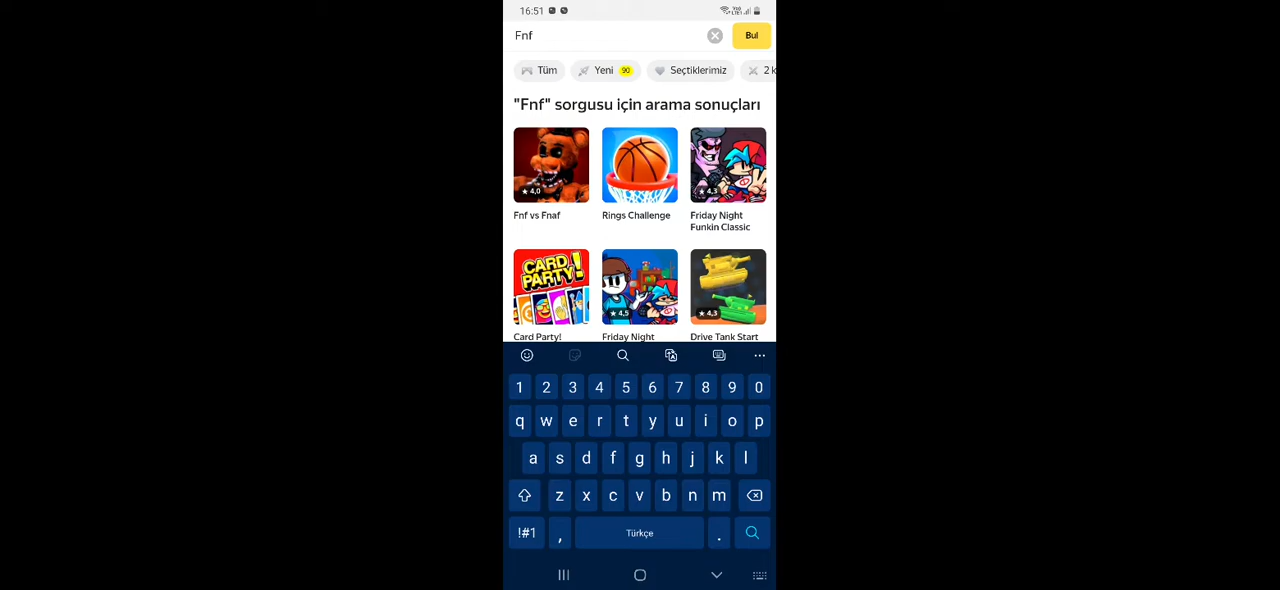 16:51
Fnf
Bul
Tüm
Yeni 90
Seçtiklerimiz
2 k
"Fnf" sorgusu için arama sonuçları
★ 4,0
★ 4,3
Fnf vs Fnaf
Rings Challenge
Friday Night
Funkin Classic
CARD
PARTY!
★ 4,5
★ 4,3
Card Party!
Friday Night
Drive Tank Start
1 2 3 4 5 6 7 8 9 0
q w e r t y u i o p
a s d f g h j k l
z x c v b n m
!#1 , Türkçe .